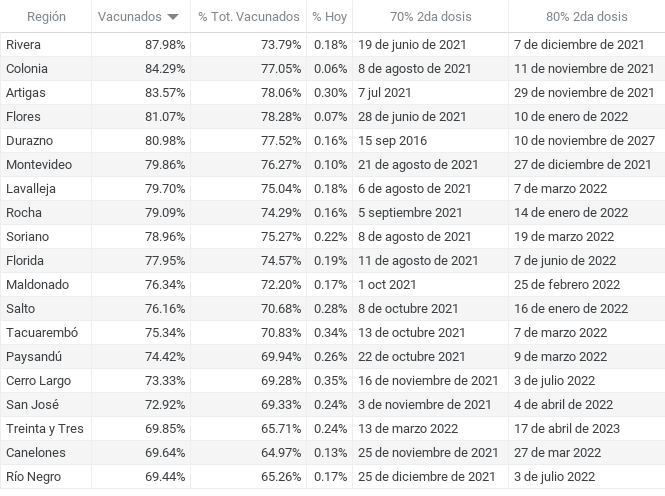 Región Vacunados % Tot. Vacunados % Hoy 70% 2da dosis 80% 2da dosis
Rivera 87.98% 73.79% 0.18% 19 de junio de 2021 7 de diciembre de 2021
Colonia 84.29% 77.05% 0.06% 8 de agosto de 2021 11 de noviembre de 2021
Artigas 83.57% 78.06% 0.30% 7 jul 2021 29 de noviembre de 2021
Flores 81.07% 78.28% 0.07% 28 de junio de 2021 10 de enero de 2022
Durazno 80.98% 77.52% 0.16% 15 sep 2016 10 de noviembre de 2027
Montevideo 79.86% 76.27% 0.10% 21 de agosto de 2021 27 de diciembre de 2021
Lavalleja 79.70% 75.04% 0.18% 6 de agosto de 2021 7 de marzo 2022
Rocha 79.09% 74.29% 0.16% 5 septiembre 2021 14 de enero de 2022
Soriano 78.96% 75.27% 0.22% 8 de agosto de 2021 19 de marzo 2022
Florida 77.95% 74.57% 0.19% 11 de agosto de 2021 7 de junio de 2022
Maldonado 76.34% 72.20% 0.17% 1 oct 2021 25 de febrero 2022
Salto 76.16% 70.68% 0.28% 8 de octubre 2021 16 de enero de 2022
Tacuarembó 75.34% 70.83% 0.34% 13 de octubre 2021 7 de marzo 2022
Paysandú 74.42% 69.94% 0.26% 22 de octubre 2021 9 de marzo 2022
Cerro Largo 73.33% 69.28% 0.35% 16 de noviembre de 2021 3 de julio 2022
San José 72.92% 69.33% 0.24% 3 de noviembre de 2021 4 de abril de 2022
Treinta y Tres 69.85% 65.71% 0.24% 13 de marzo 2022 17 de abril de 2023
Canelones 69.64% 64.97% 0.13% 25 de noviembre de 2021 27 de mar 2022
Río Negro 69.44% 65.26% 0.17% 25 de diciembre de 2021 3 de julio 2022